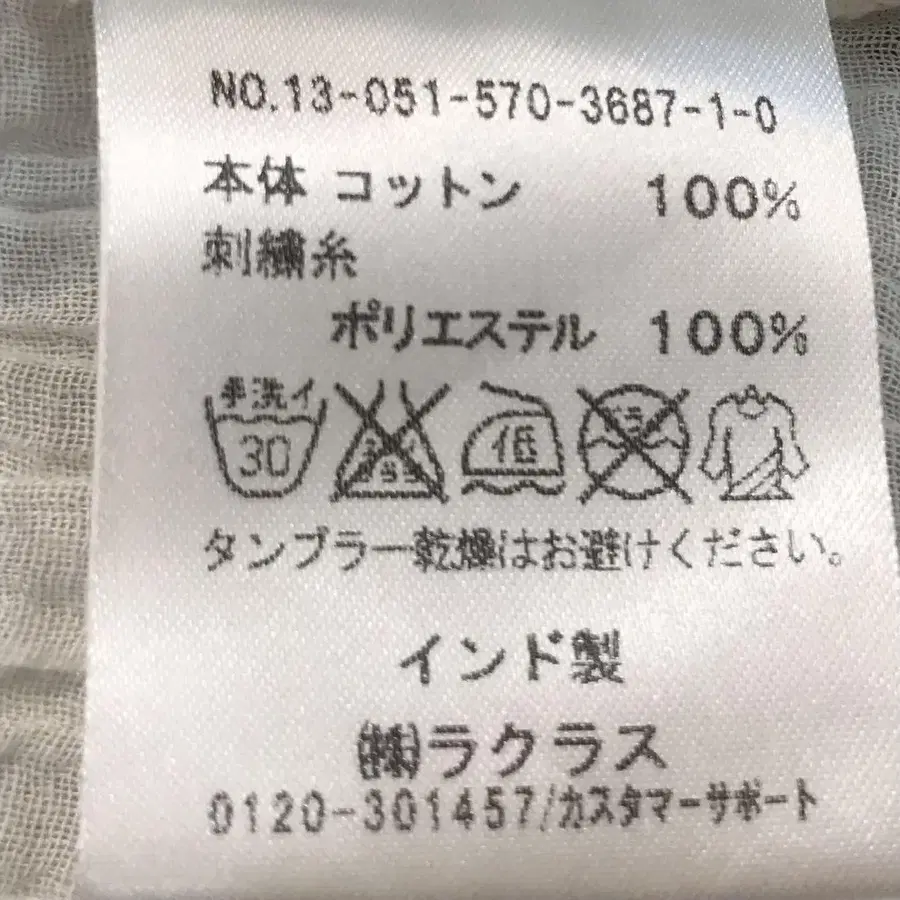 NO.13-051-570-3687-1-0
本体 コットン 100%
刺繍糸
ポリエステル 100%
手洗イ
30
低
タンブラー乾燥はお避けください。
インド製
㈱ラクラス
0120-301457/カスタマーサポート